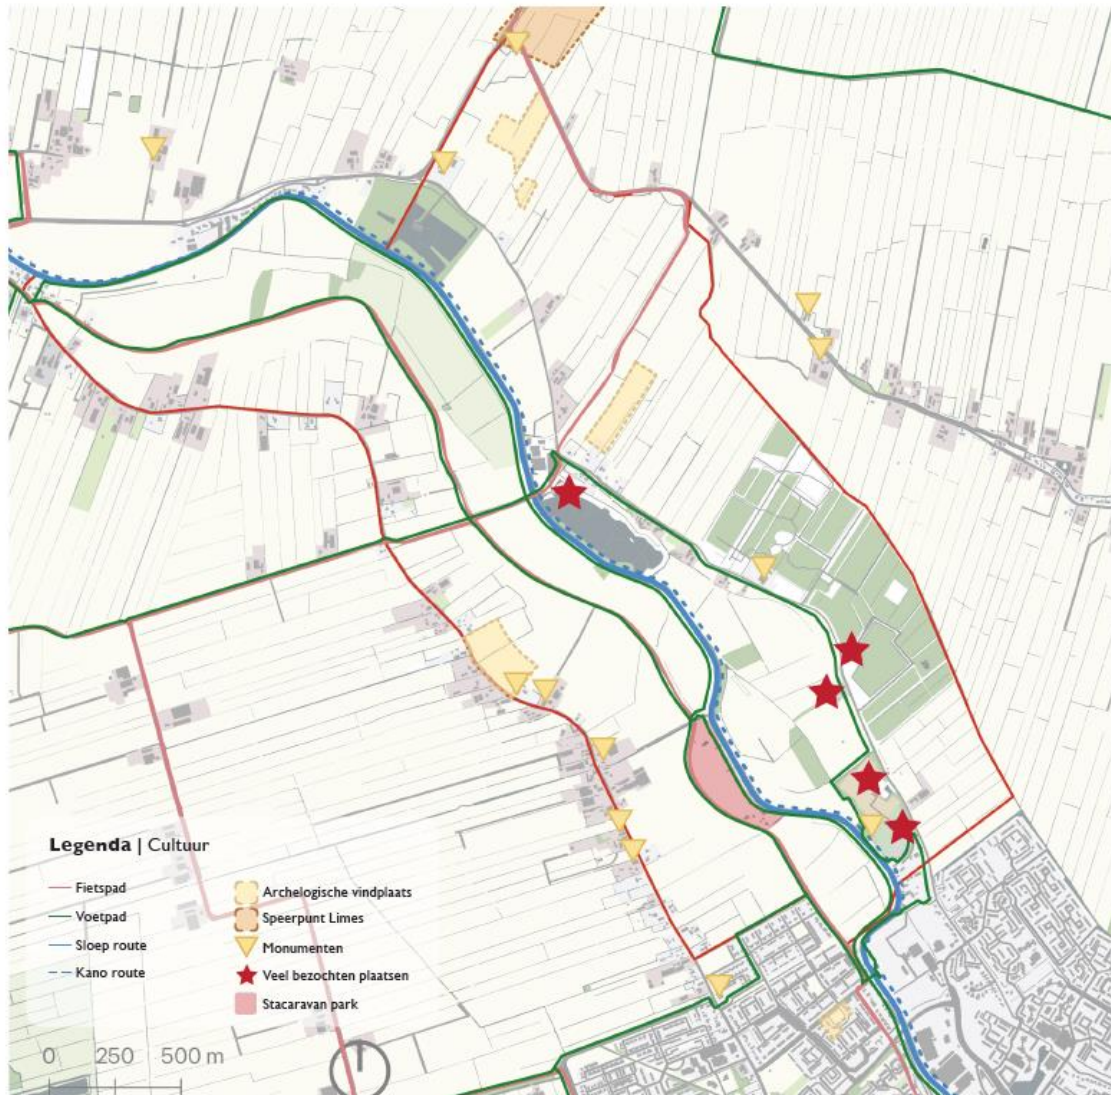 Legenda | Cultuur
Fietspad
Voetpad
Sloep route
Kano route
Archelogische vindplaats
Speerpunt Limes
Monumenten
Veel bezochten plaatsen
Stacaravan park
0 250 500 m